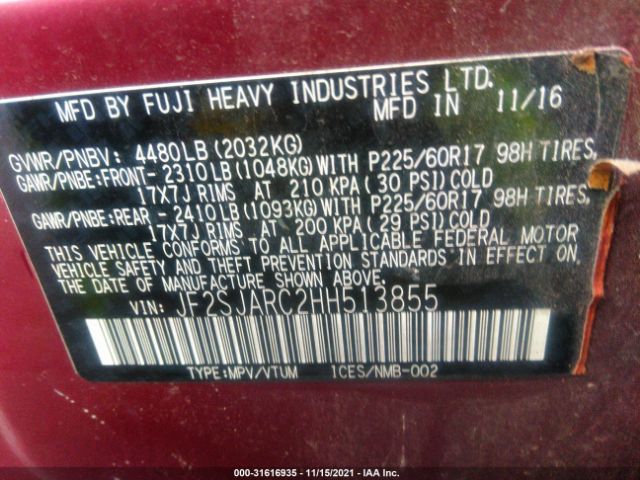 MFD BY FUJI HEAVY INDUSTRIES LTD.
MFD IN 11/16
GVWR/PNBV: 4480LB (2032KG)
GAWR/PNBE:FRONT-2310LB(1048KG)WITH P225/60R17 98H TIRES,
17X7J RIMS AT 210 KPA(30 PSI)COLD
GAWR/PNBE:REAR -2410LB(1093KG)WITH P225/60R17 98H TIRES,
17X7J RIMS AT 200 KPA(29 PSI)COLD
THIS VEHICLE CONFORMS TO ALL APPLICABLE FEDERAL MOTOR
VEHICLE SAFETY AND THEFT PREVENTION STANDARDS IN EFFECT ON
THE DATE OF MANUFACTURE SHOWN ABOVE.
VIN: JF2SJARC2HH513855
TYPE:MPV/VTUM ICES/NMB-002
000-31616935 - 11/15/2021 - IAA Inc.